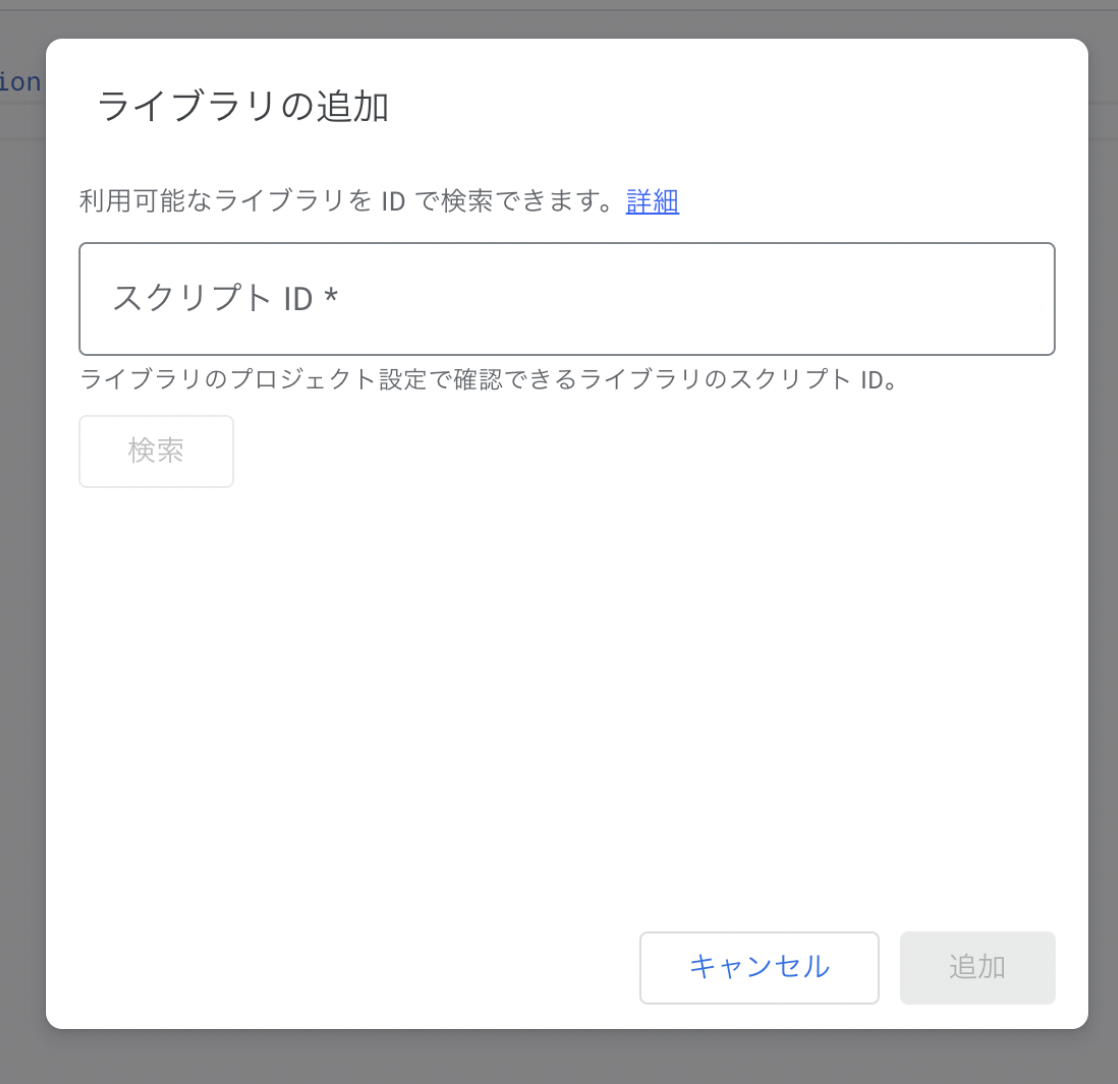 ion
ライブラリの追加
利用可能なライブラリを ID で検索できます。詳細
スクリプト ID *
ライブラリのプロジェクト設定で確認できるライブラリのスクリプト ID。
検索
キャンセル
追加